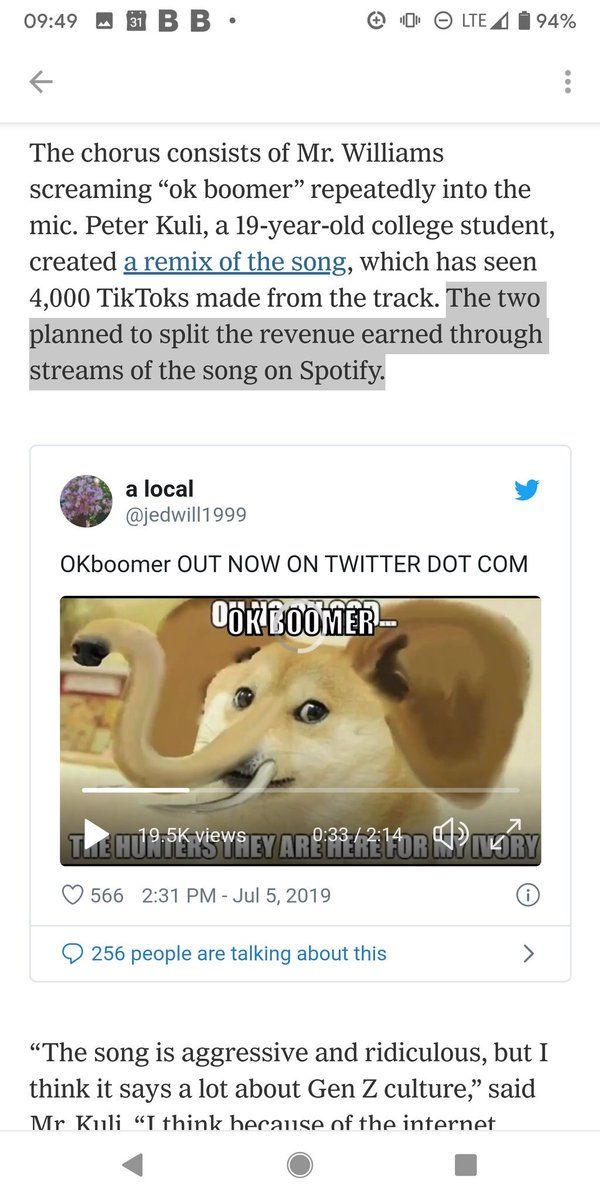 09:49 31 B B • LTE 94%
The chorus consists of Mr. Williams
screaming “ok boomer” repeatedly into the
mic. Peter Kuli, a 19-year-old college student,
created a remix of the song, which has seen
4,000 TikToks made from the track. The two
planned to split the revenue earned through
streams of the song on Spotify.
a local
@jedwill1999
OKboomer OUT NOW ON TWITTER DOT COM
OK BOOMER...
19.5K views 0:33 / 2:14
THE HUNTERS THEY ARE HERE FOR MY IVORY
566 2:31 PM - Jul 5, 2019
256 people are talking about this
“The song is aggressive and ridiculous, but I
think it says a lot about Gen Z culture,” said
Mr. Kuli. “I think because of the internet